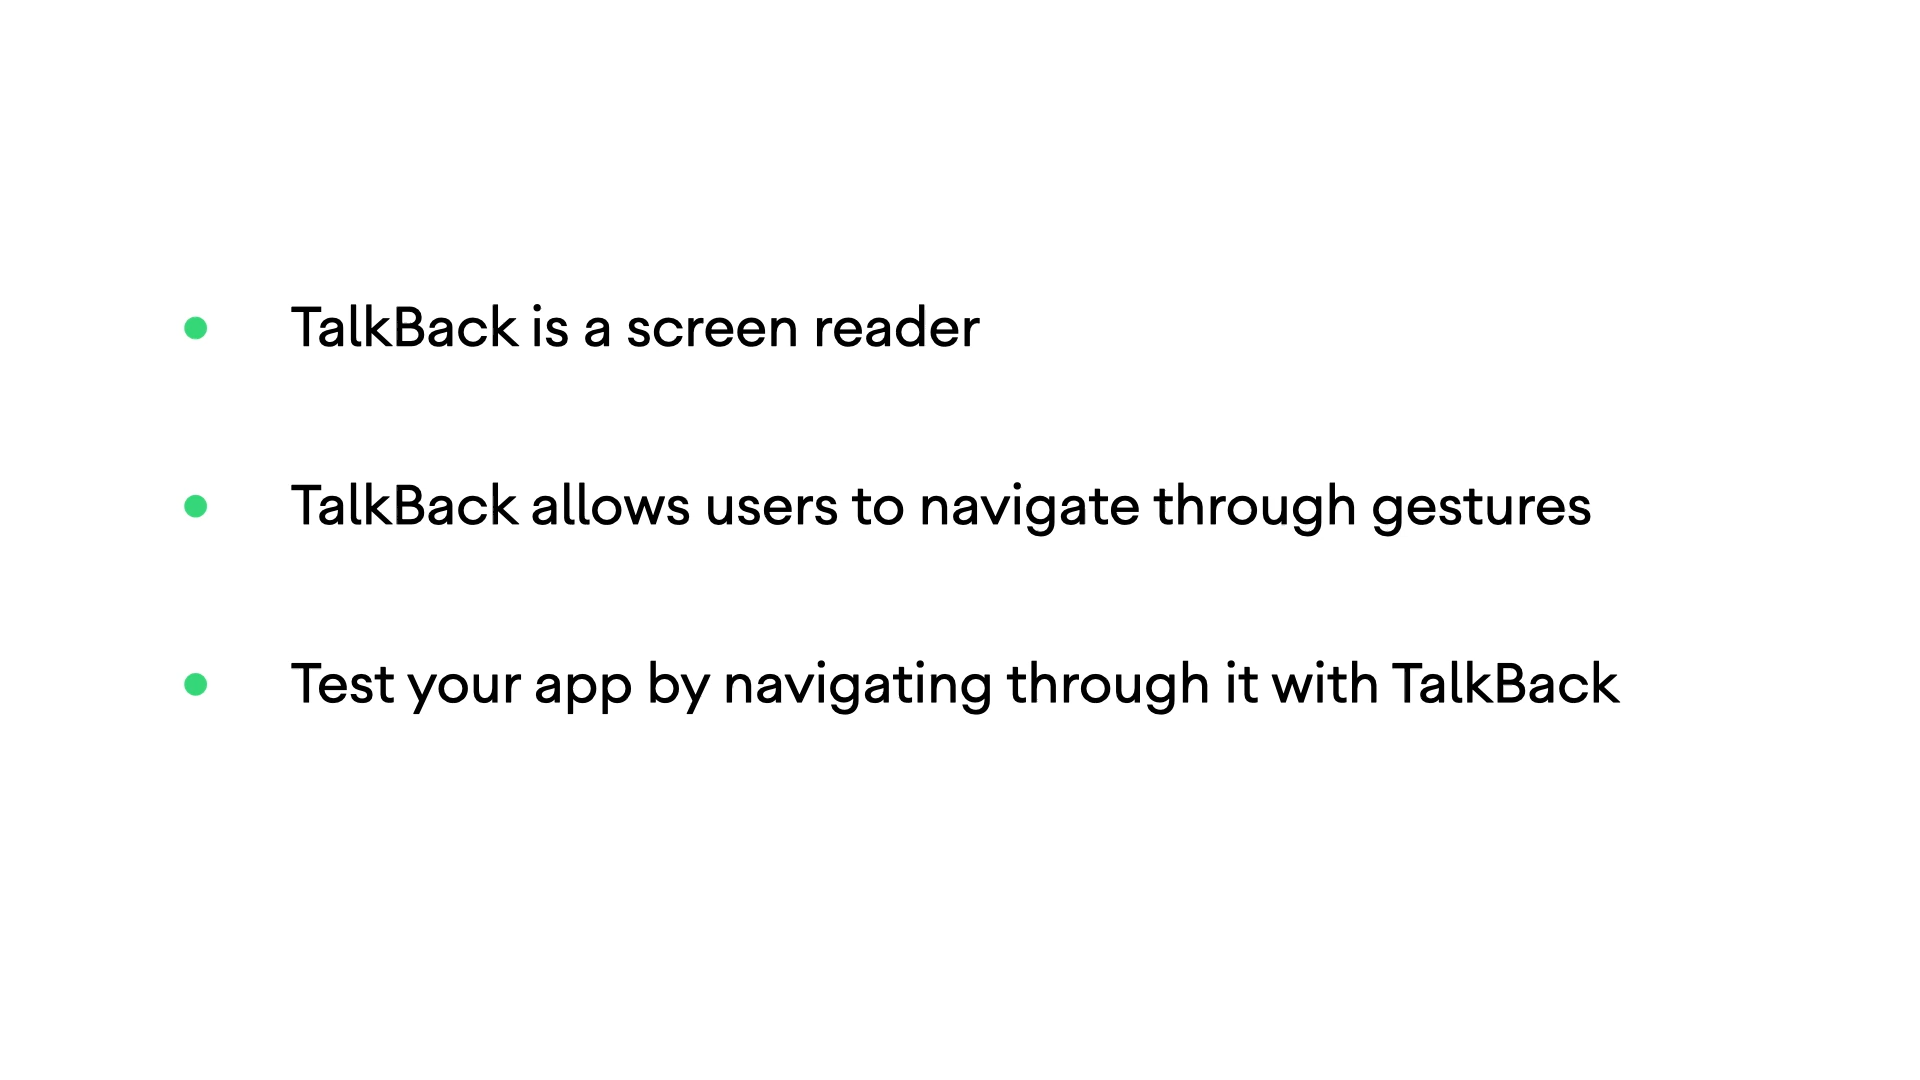 TalkBack is a screen reader
TalkBack allows users to navigate through gestures
Test your app by navigating through it with TalkBack